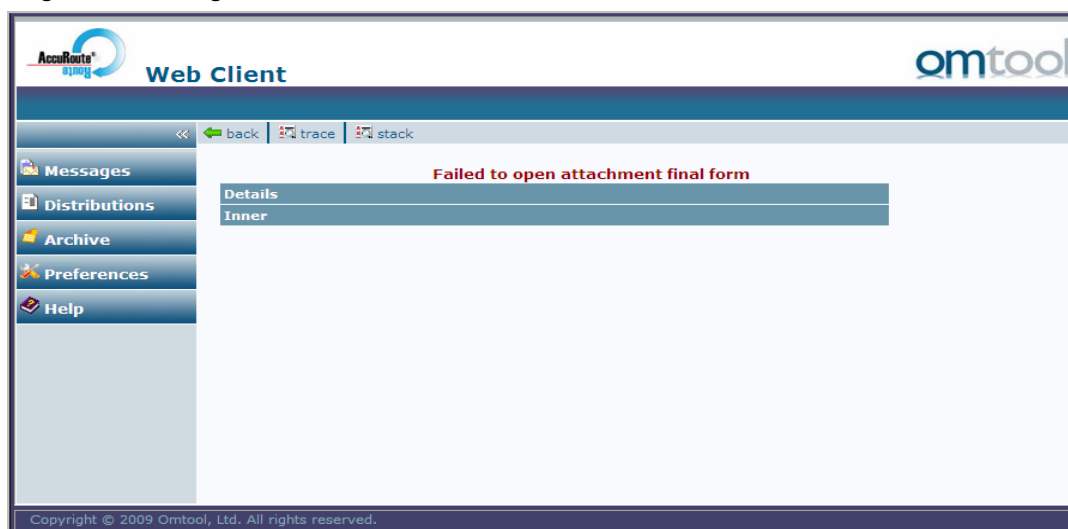 AccuRoute®
Route
Web Client
omtool
« back trace stack
Messages
Distributions
Archive
Preferences
Help
Failed to open attachment final form
Details
Inner
Copyright © 2009 Omtool, Ltd. All rights reserved.